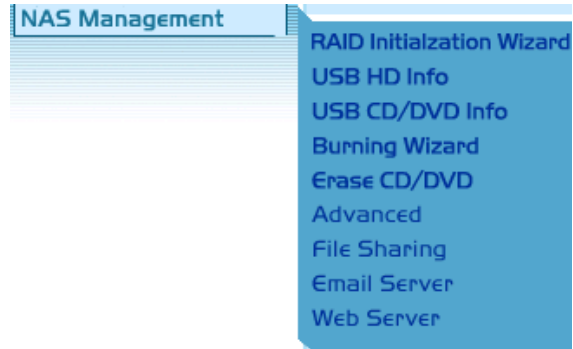 NAS Management
RAID Initialzation Wizard
USB HD Info
USB CD/DVD Info
Burning Wizard
Erase CD/DVD
Advanced
File Sharing
Email Server
Web Server